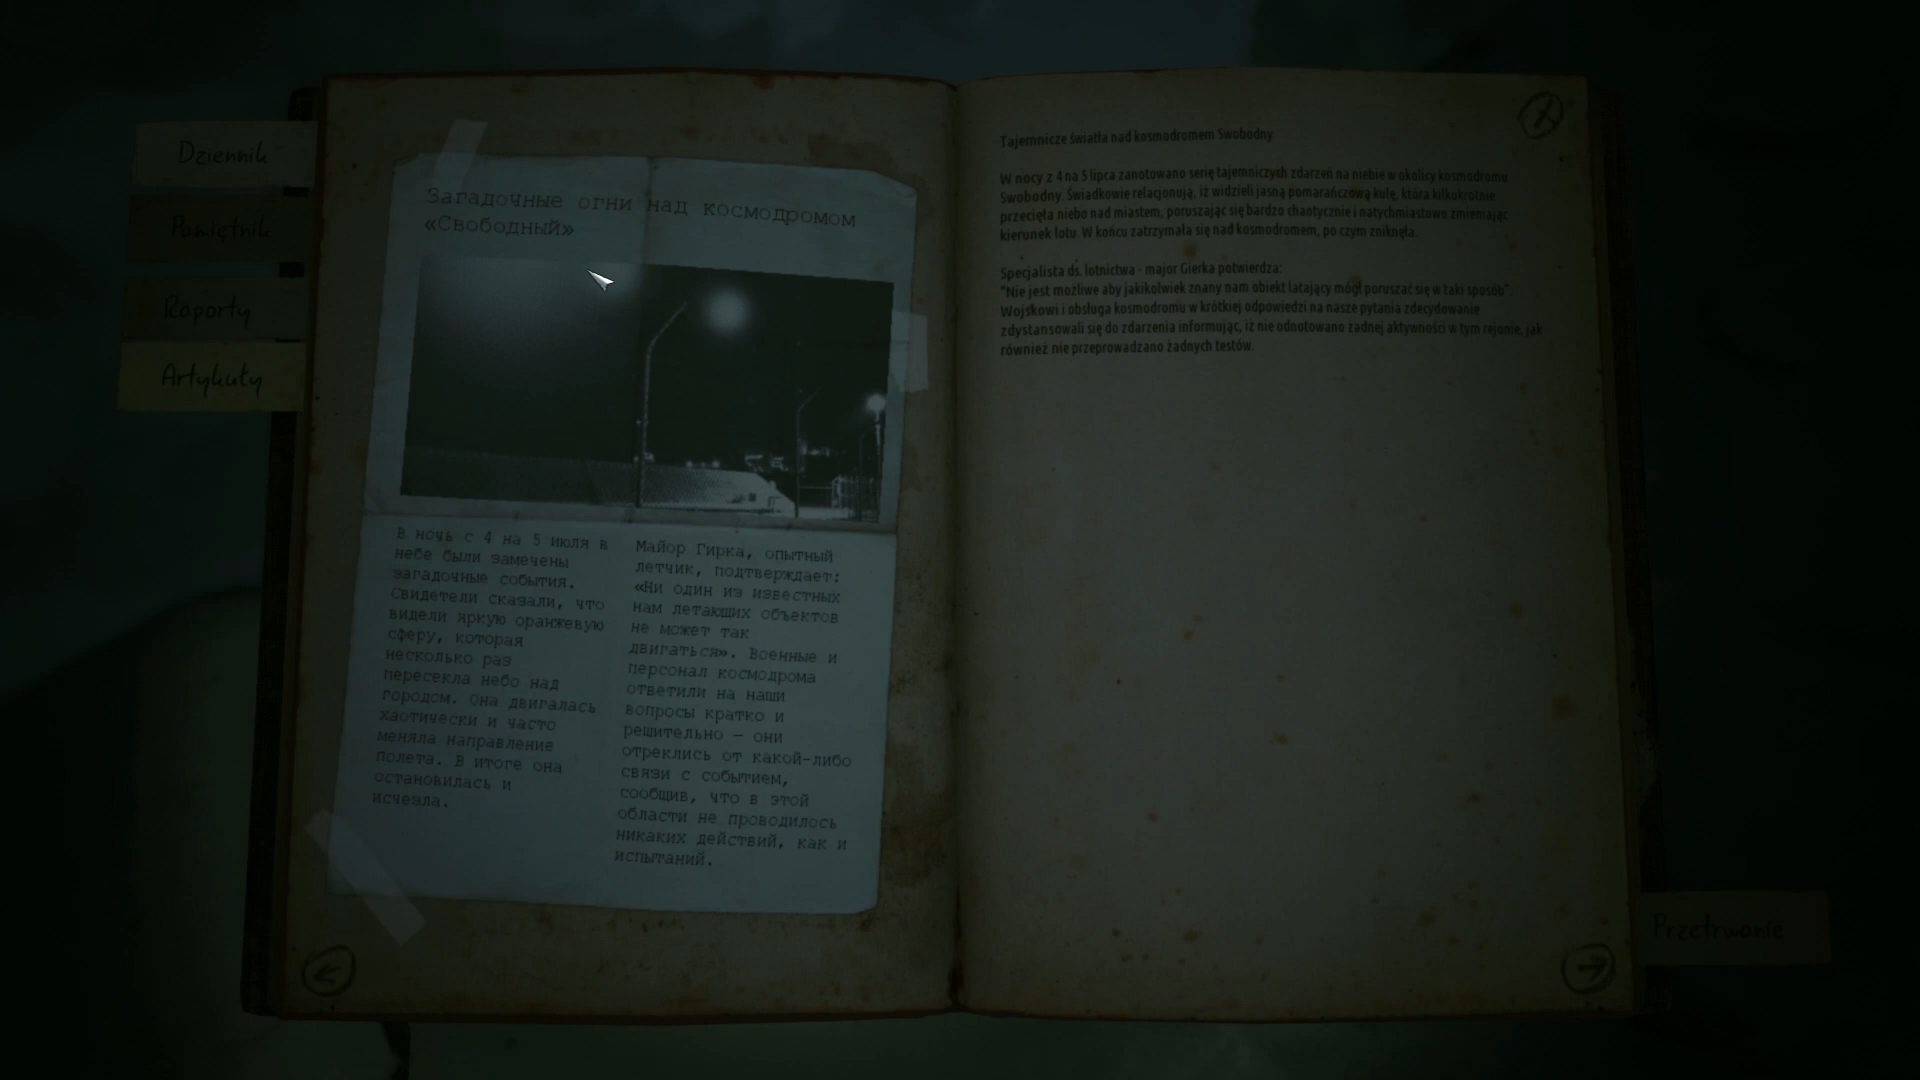 Dziennik
Pamiętnik
Raporty
Artykuły
Загадочные огни над космодромом
«Свободный»
В ночь с 4 на 5 июля в
небе были замечены
загадочные события.
Свидетели сказали, что
видели яркую оранжевую
сферу, которая
несколько раз
пересекла небо над
городом. Она двигалась
хаотически и часто
меняла направление
полета. В итоге она
остановилась и
исчезла.
Майор Гирка, опытный
летчик, подтверждает:
«Ни один из известных
нам летающих объектов
не может так
двигаться». Военные и
персонал космодрома
ответили на наши
вопросы кратко и
решительно — они
отреклись от какой-либо
связи с событием,
сообщив, что в этой
области не проводилось
никаких действий, как и
испытаний.
Tajemnicze światła nad kosmodromem Swobodny
W nocy z 4 na 5 lipca zanotowano serię tajemniczych zdarzeń na niebie w okolicy kosmodromu
Swobodny. Świadkowie relacjonują, iż widzieli jasną pomarańczową kulę, która kilkukrotnie
przecięła niebo nad miastem, poruszając się bardzo chaotycznie i natychmiastowo zmieniając
kierunek lotu. W końcu zatrzymała się nad kosmodromem, po czym zniknęła.
Specjalista ds. lotnictwa - major Gierka potwierdza:
"Nie jest możliwe aby jakikolwiek znany nam obiekt latający mógł poruszać się w taki sposób".
Wojskowi i obsługa kosmodromu w krótkiej odpowiedzi na nasze pytania zdecydowanie
zdystansowali się do zdarzenia informując, iż nie odnotowano żadnej aktywności w tym rejonie, jak
również nie przeprowadzano żadnych testów.
Przetrwanie